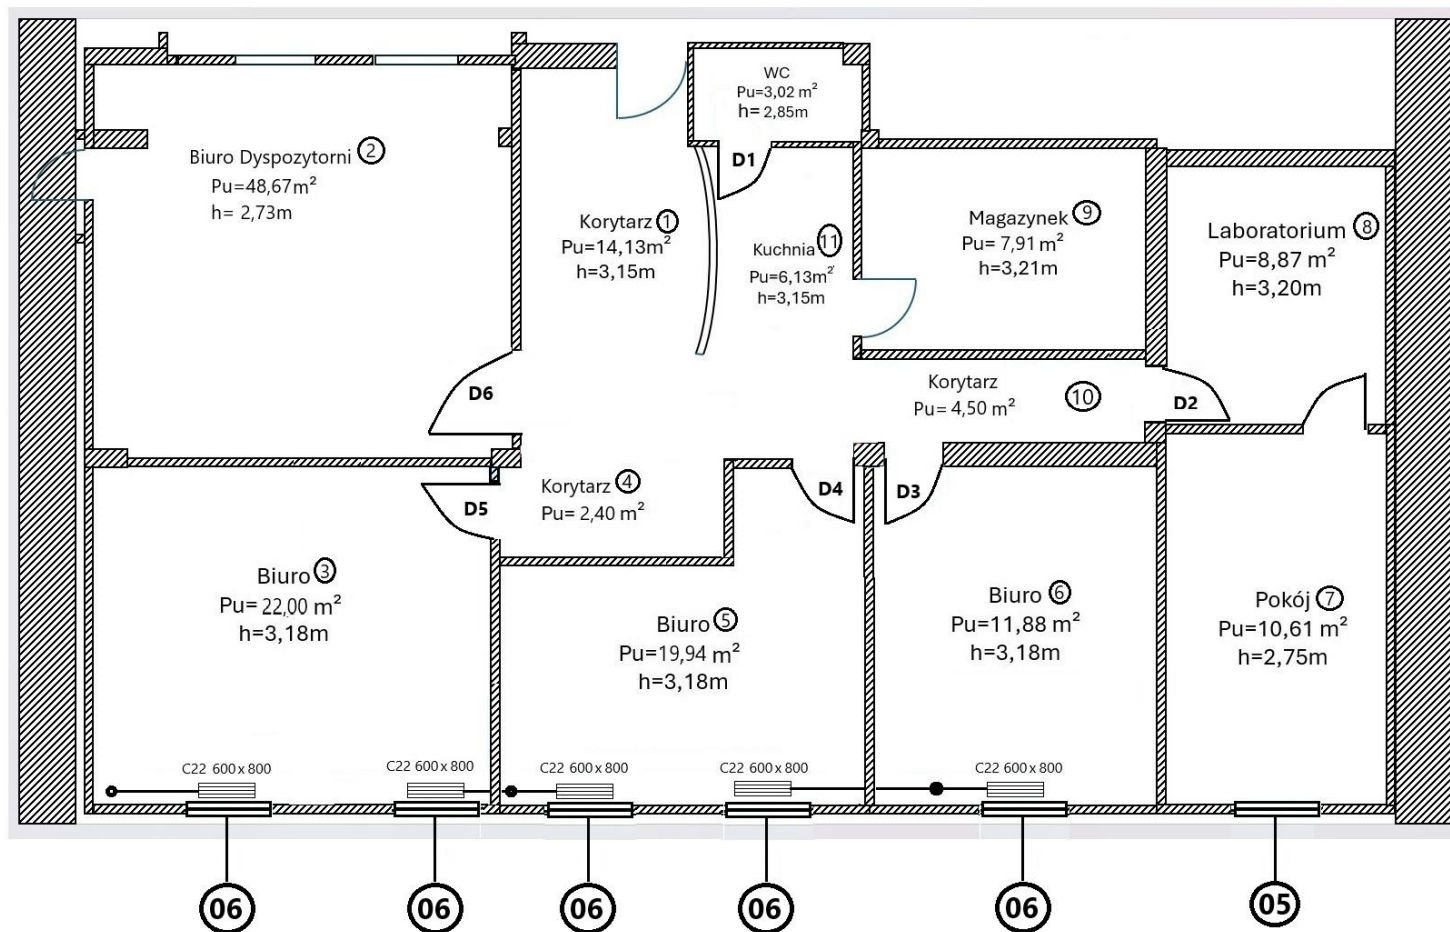 WC
Pu=3,02 m²
h= 2,85m
D1
Biuro Dyspozytorni 2
Pu=48,67 m²
h= 2,73m
Korytarz 1
Pu=14,13m²
h=3,15m
Kuchnia 11
Pu=6,13m²
h=3,15m
Magazynek 9
Pu= 7,91 m²
h=3,21m
Laboratorium 8
Pu=8,87 m²
h=3,20m
D6
Korytarz 10
Pu= 4,50 m²
D2
D5
Korytarz 4
Pu= 2,40 m²
D4
D3
Biuro 3
Pu= 22,00 m²
h=3,18m
Biuro 5
Pu=19,94 m²
h=3,18m
Biuro 6
Pu=11,88 m²
h=3,18m
Pokój 7
Pu=10,61 m²
h=2,75m
C22 600 x 800
C22 600 x 800
C22 600 x 800
C22 600 x 800
C22 600 x 800
06
06
06
06
06
05